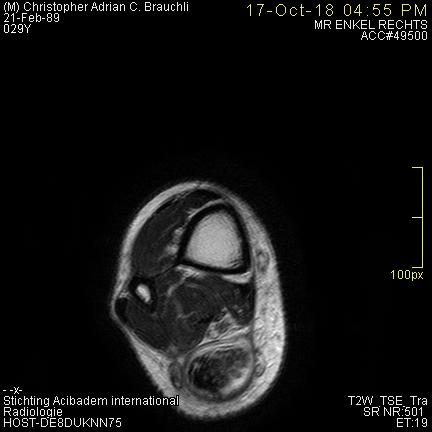 (M) Christopher Adrian C. Brauchli
21-Feb-89
029Y
17-Oct-18 04:55 PM
MR ENKEL RECHTS
ACC#49500
100px
--x-
Stichting Acibadem international
Radiologie
HOST-DE8DUKNN75
T2W_TSE_Tra
SR NR:501
ET:19